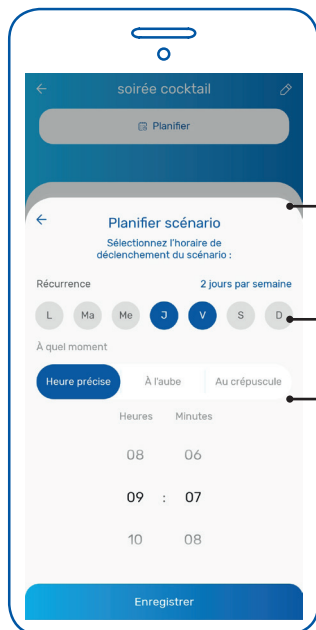 soirée cocktail
Planifier
Planifier scénario
Sélectionnez l'horaire de
déclenchement du scénario :
Récurrence 2 jours par semaine
L Ma Me J V S D
À quel moment
Heure précise À l'aube Au crépuscule
Heures Minutes
08 06
09 : 07
10 08
Enregistrer